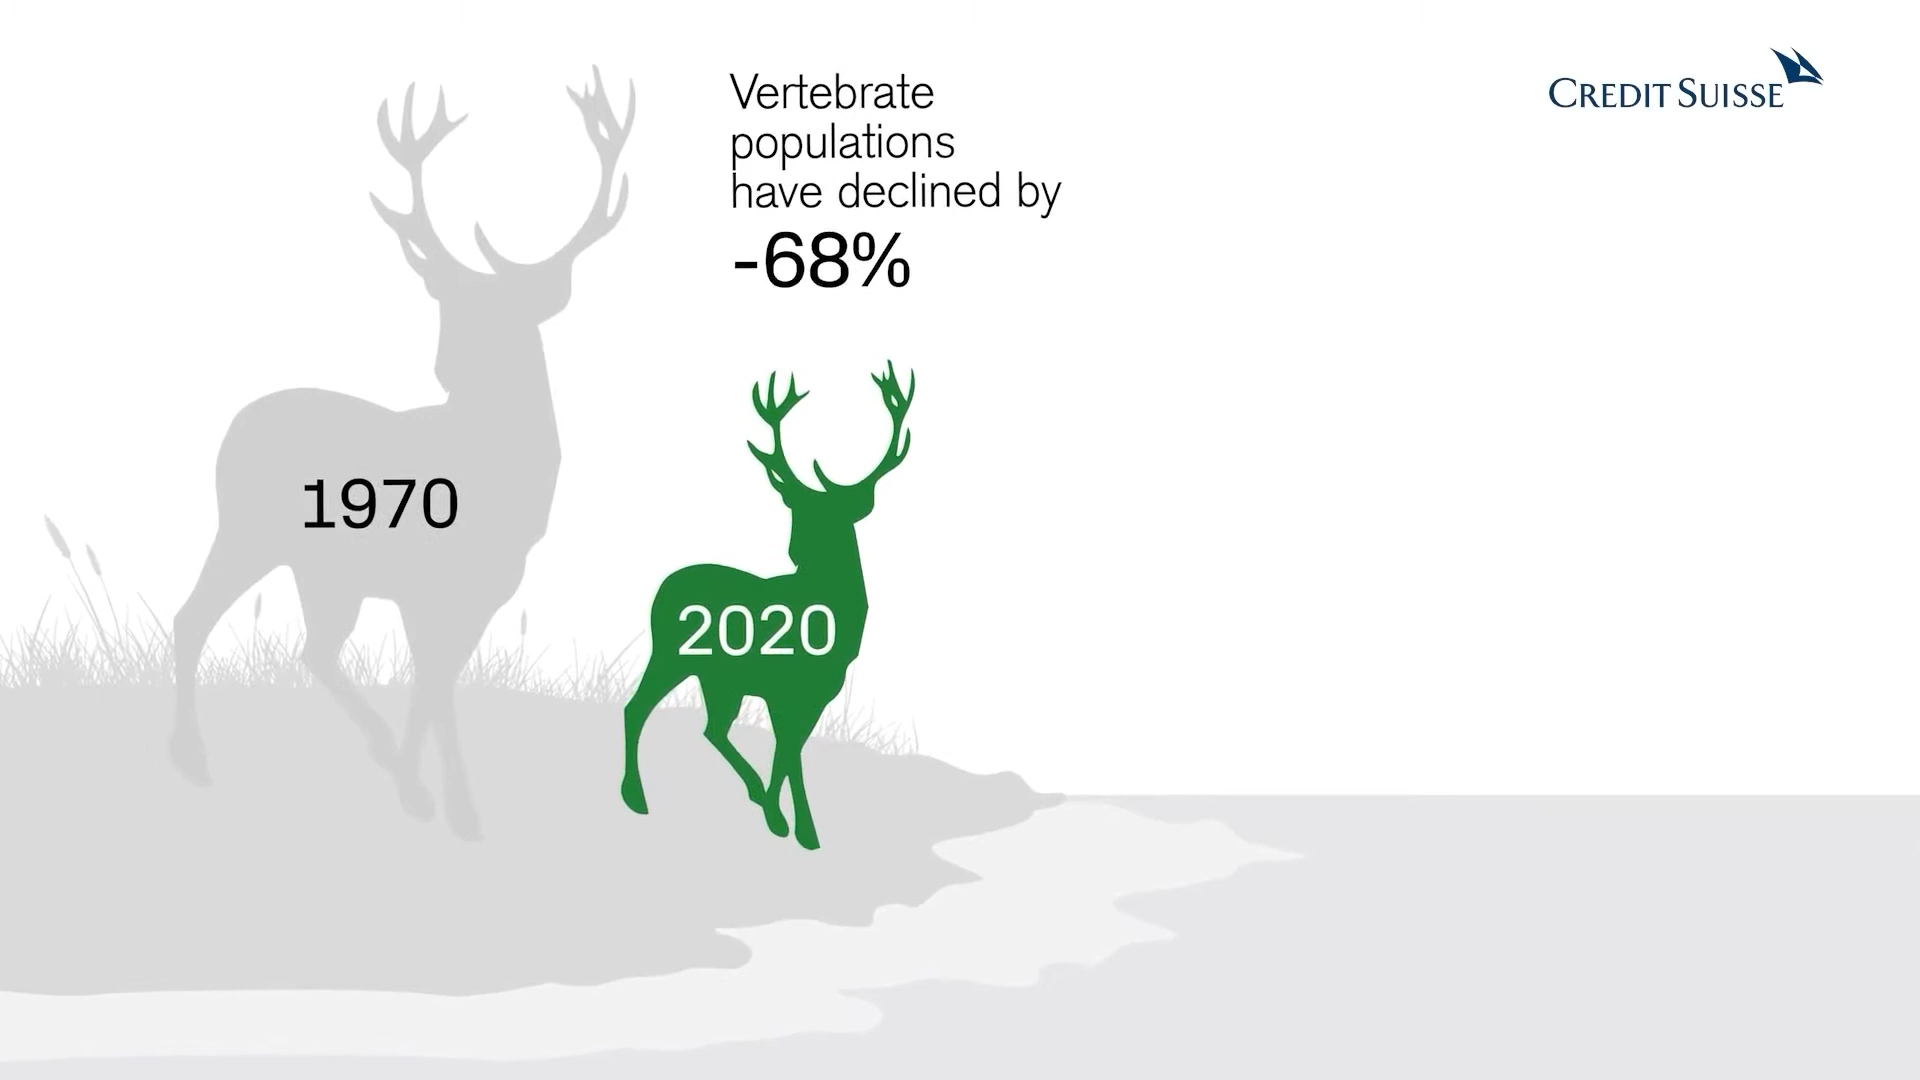 Vertebrate
populations
have declined by
-68%
CREDIT SUISSE
1970
2020